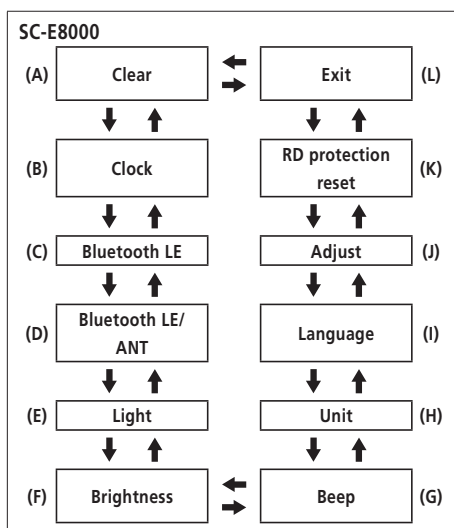 SC-E8000
(A) Clear Exit (L)
(B) Clock RD protection reset (K)
(C) Bluetooth LE Adjust (J)
(D) Bluetooth LE/ ANT Language (I)
(E) Light Unit (H)
(F) Brightness Beep (G)